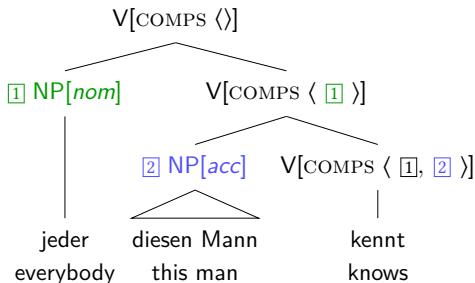 V[COMPS ⟨⟩]
1 NP[nom] V[COMPS ⟨ 1 ⟩]
2 NP[acc] V[COMPS ⟨ 1, 2 ⟩]
jeder diesen Mann kennt
everybody this man knows